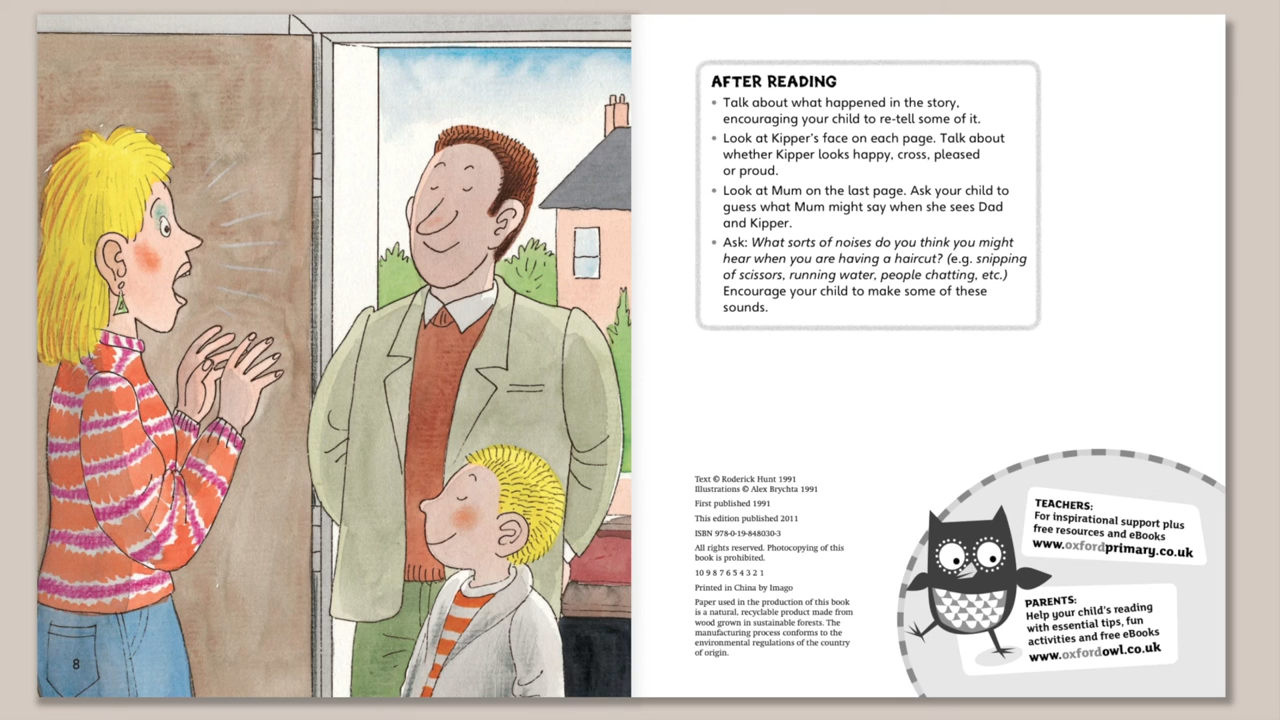 8
AFTER READING
• Talk about what happened in the story,
encouraging your child to re-tell some of it.
• Look at Kipper's face on each page. Talk about
whether Kipper looks happy, cross, pleased
or proud.
• Look at Mum on the last page. Ask your child to
guess what Mum might say when she sees Dad
and Kipper.
• Ask: What sorts of noises do you think you might
hear when you are having a haircut? (e.g. snipping
of scissors, running water, people chatting, etc.)
Encourage your child to make some of these
sounds.
Text © Roderick Hunt 1991
Illustrations © Alex Brychta 1991
First published 1991
This edition published 2011
ISBN 978-0-19-848030-3
All rights reserved. Photocopying of this
book is prohibited.
10 9 8 7 6 5 4 3 2 1
Printed in China by Imago
Paper used in the production of this book
is a natural, recyclable product made from
wood grown in sustainable forests. The
manufacturing process conforms to the
environmental regulations of the country
of origin.
TEACHERS:
For inspirational support plus
free resources and eBooks
www.oxfordprimary.co.uk
PARENTS:
Help your child's reading
with essential tips, fun
activities and free eBooks
www.oxfordowl.co.uk